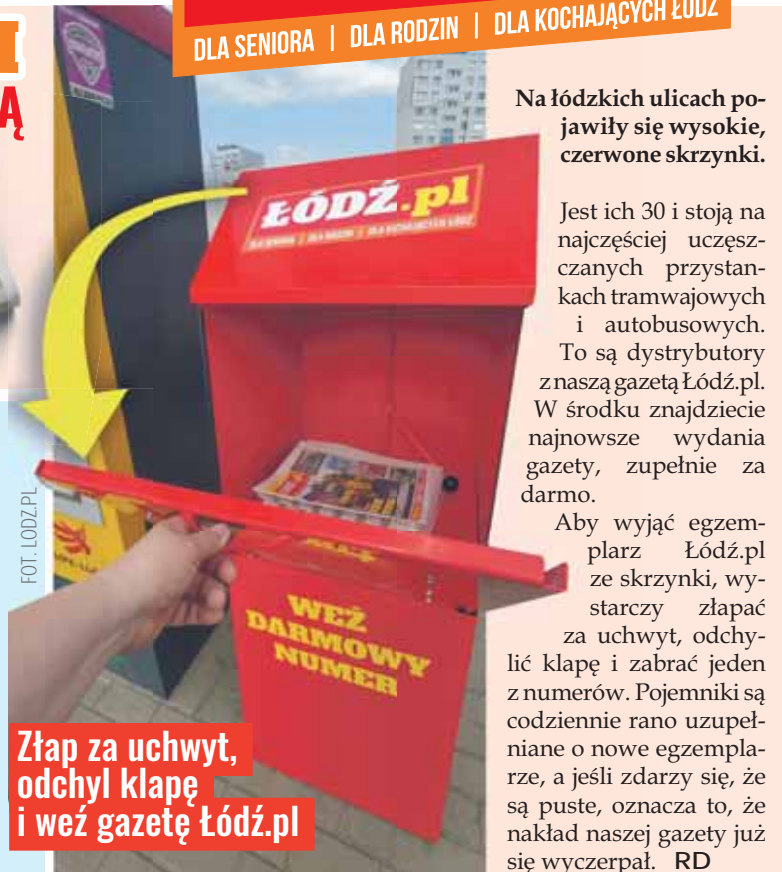 DLA SENIORA | DLA RODZIN | DLA KOCHAJĄCYCH ŁÓDŹ
Ą
ŁÓDŹ.pl
DLA SENIORA | DLA RODZIN | DLA KOCHAJĄCYCH ŁÓDŹ
WEŹ
DARMOWY
NUMER
FOT. LODZ.PL
Złap za uchwyt,
odchyl klapę
i weź gazetę Łódź.pl
Na łódzkich ulicach po-
jawiły się wysokie,
czerwone skrzynki.
Jest ich 30 i stoją na
najczęściej uczęsz-
czanych przystan-
kach tramwajowych
i autobusowych.
To są dystrybutory
z naszą gazetą Łódź.pl.
W środku znajdziecie
najnowsze wydania
gazety, zupełnie za
darmo.
Aby wyjąć egzem-
plarz Łódź.pl
ze skrzynki, wy-
starczy złapać
za uchwyt, odchy-
lić klapę i zabrać jeden
z numerów. Pojemniki są
codziennie rano uzupeł-
niane o nowe egzempla-
rze, a jeśli zdarzy się, że
są puste, oznacza to, że
nakład naszej gazety już
się wyczerpał. RD